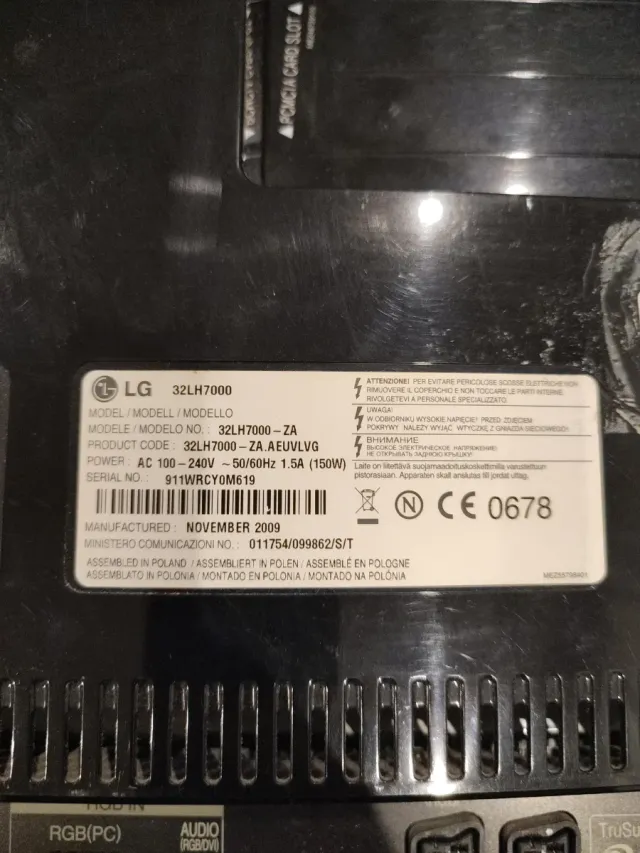 PCMCIA CARD SLOT
LG 32LH7000
MODEL / MODELL / MODELLO
MODELE / MODELO NO. : 32LH7000-ZA
PRODUCT CODE : 32LH7000-ZA.AEUVLVG
POWER : AC 100-240V ~50/60Hz 1.5A (150W)
SERIAL NO. : 911WRCY0M619
MANUFACTURED : NOVEMBER 2009
MINISTERO COMUNICAZIONI NO. : 011754/099862/S/T
ASSEMBLED IN POLAND / ASSEMBLIERT IN POLEN / ASSEMBLÉ EN POLOGNE
ASSEMBLATO IN POLONIA / MONTADO EN POLONIA / MONTADO NA POLÔNIA
ATTENZIONE! PER EVITARE PERICOLOSE SCOSSE ELETTRICHE NON
RIMUOVERE IL COPERCHIO E NON TOCCARE LE PARTI INTERNE
RIVOLGETEVI A PERSONALE SPECIALIZZATO
UWAGA!
W ODBIORNIKU WYSOKIE NAPIĘCIE! PRZED ZDJĘCIEM
POKRYWY NALEŻY WYJĄĆ WTYCZKĘ Z GNIAZDA SIECIOWEGO!
ВНИМАНИЕ
ВЫСОКОЕ ЭЛЕКТРИЧЕСКОЕ НАПРЯЖЕНИЕ!
НЕ ОТКРЫВАТЬ ЗАДНЮЮ КРЫШКУ!
Laite on liitettävä suojamaadoituskoskettimilla varustettuun
pistorasiaan. Apparaten skall anslutas till jordat uttag.
N CE 0678
RGB IN
RGB(PC)
AUDIO
(RGB/DVI)